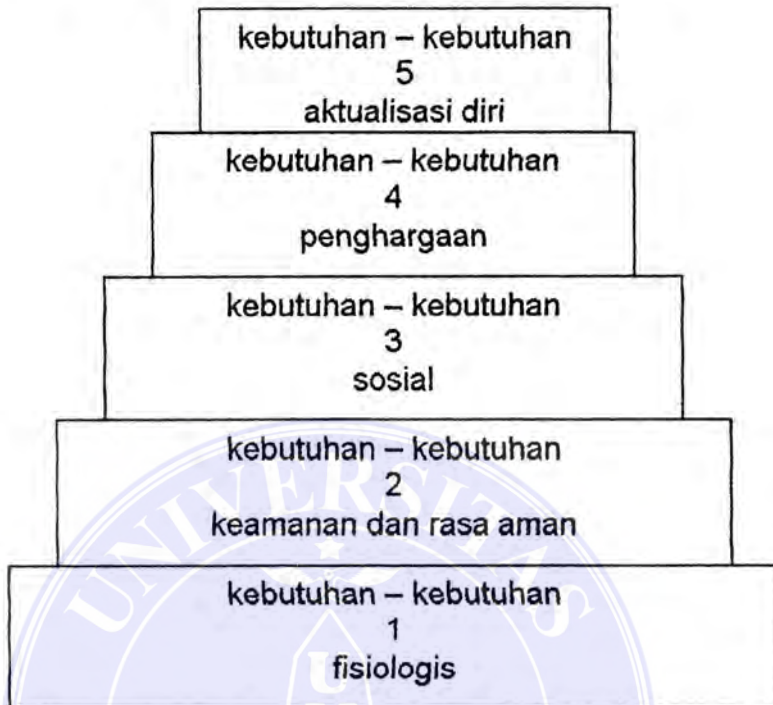 kebutuhan – kebutuhan
5
aktualisasi diri
kebutuhan – kebutuhan
4
penghargaan
kebutuhan – kebutuhan
3
sosial
kebutuhan – kebutuhan
2
keamanan dan rasa aman
UNIVERSITAS
kebutuhan – kebutuhan
1
fisiologis
U